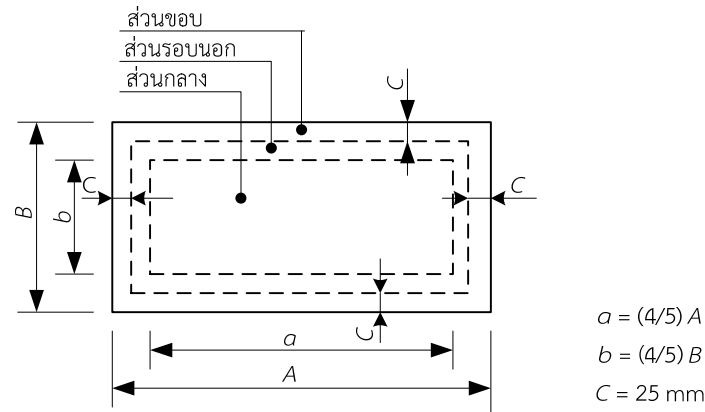 ส่วนขอบ
ส่วนรอบนอก
ส่วนกลาง
C
C
C
B
b
C
a
A
a = (4/5) A
b = (4/5) B
C = 25 mm